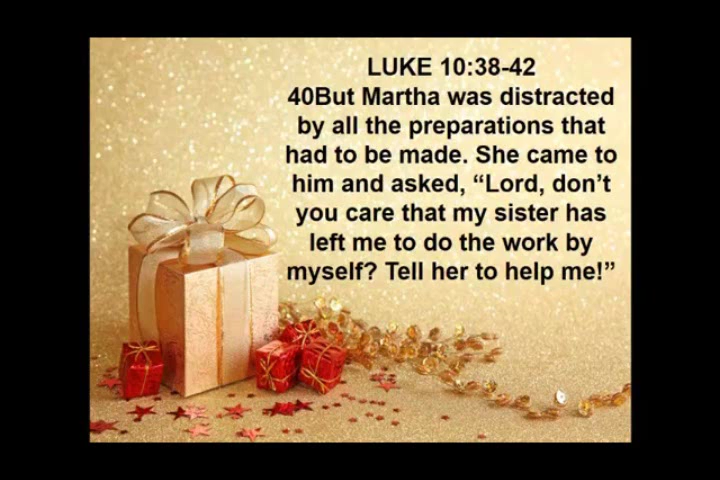 LUKE 10:38-42
40But Martha was distracted
by all the preparations that
had to be made. She came to
him and asked, “Lord, don’t
you care that my sister has
left me to do the work by
myself? Tell her to help me!”